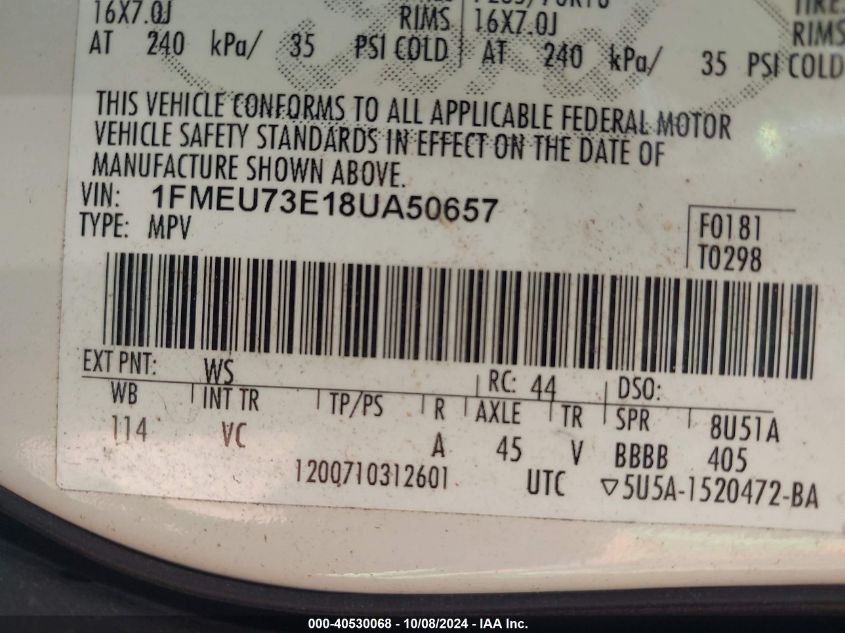 16X7.0J RIMS 16X7.0J RIMS
AT 240 kPa/ 35 PSI COLD AT 240 kPa/ 35 PSI COLD
THIS VEHICLE CONFORMS TO ALL APPLICABLE FEDERAL MOTOR
VEHICLE SAFETY STANDARDS IN EFFECT ON THE DATE OF
MANUFACTURE SHOWN ABOVE.
VIN: 1FMEU73E18UA50657
TYPE: MPV
F0181
T0298
EXT PNT: WS RC: 44 DSO:
WB INT TR TP/PS R AXLE TR SPR 8U51A
114 VC A 45 V BBBB 405
120Q710312601 UTC ▽5U5A-1520472-BA
000-40530068 - 10/08/2024 - IAA Inc.